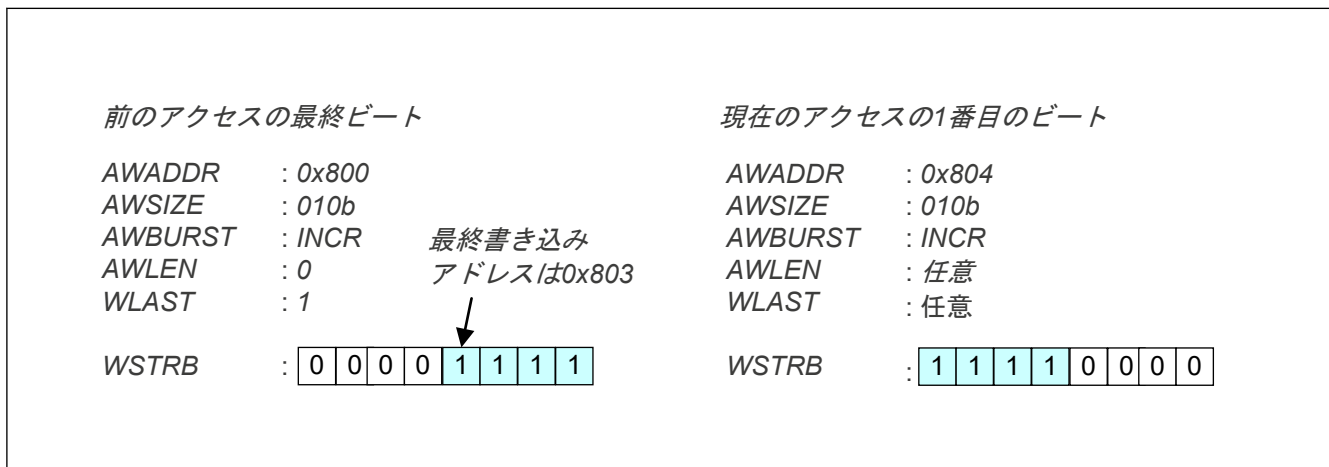 前のアクセスの最終ビート
AWADDR : 0x800
AWSIZE : 010b
AWBURST : INCR
AWLEN : 0
WLAST : 1
最終書き込み
アドレスは0x803
WSTRB : 0 0 0 0 1 1 1 1
現在のアクセスの1番目のビート
AWADDR : 0x804
AWSIZE : 010b
AWBURST : INCR
AWLEN : 任意
WLAST : 任意
WSTRB : 1 1 1 1 0 0 0 0